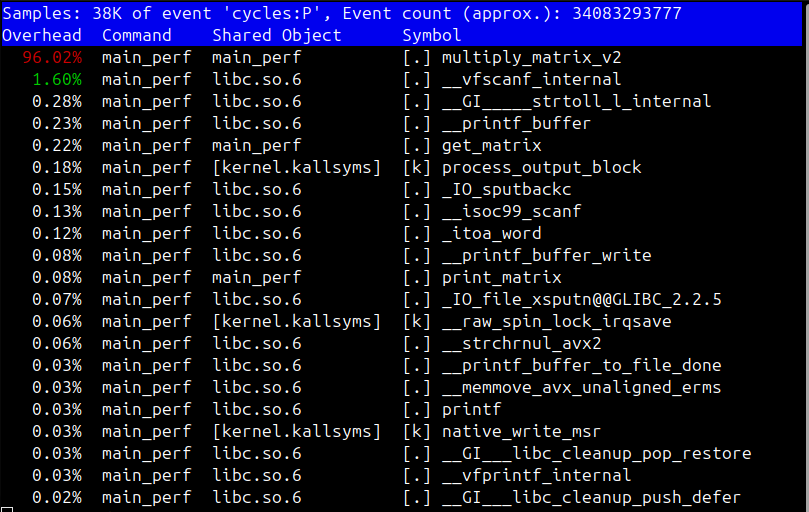 Samples: 38K of event 'cycles:P', Event count (approx.): 34083293777
Overhead  Command    Shared Object      Symbol
  96.02%  main_perf  main_perf          [.] multiply_matrix_v2
   1.60%  main_perf  libc.so.6          [.] __vfscanf_internal
   0.28%  main_perf  libc.so.6          [.] __GI_____strtoll_l_internal
   0.23%  main_perf  libc.so.6          [.] __printf_buffer
   0.22%  main_perf  main_perf          [.] get_matrix
   0.18%  main_perf  [kernel.kallsyms]  [k] process_output_block
   0.15%  main_perf  libc.so.6          [.] _IO_sputbackc
   0.13%  main_perf  libc.so.6          [.] __isoc99_scanf
   0.12%  main_perf  libc.so.6          [.] _itoa_word
   0.08%  main_perf  libc.so.6          [.] __printf_buffer_write
   0.08%  main_perf  main_perf          [.] print_matrix
   0.07%  main_perf  libc.so.6          [.] _IO_file_xsputn@@GLIBC_2.2.5
   0.06%  main_perf  [kernel.kallsyms]  [k] __raw_spin_lock_irqsave
   0.06%  main_perf  libc.so.6          [.] __strchrnul_avx2
   0.03%  main_perf  libc.so.6          [.] __printf_buffer_to_file_done
   0.03%  main_perf  libc.so.6          [.] __memmove_avx_unaligned_erms
   0.03%  main_perf  libc.so.6          [.] printf
   0.03%  main_perf  [kernel.kallsyms]  [k] native_write_msr
   0.03%  main_perf  libc.so.6          [.] __GI___libc_cleanup_pop_restore
   0.03%  main_perf  libc.so.6          [.] __vfprintf_internal
   0.02%  main_perf  libc.so.6          [.] __GI___libc_cleanup_push_defer